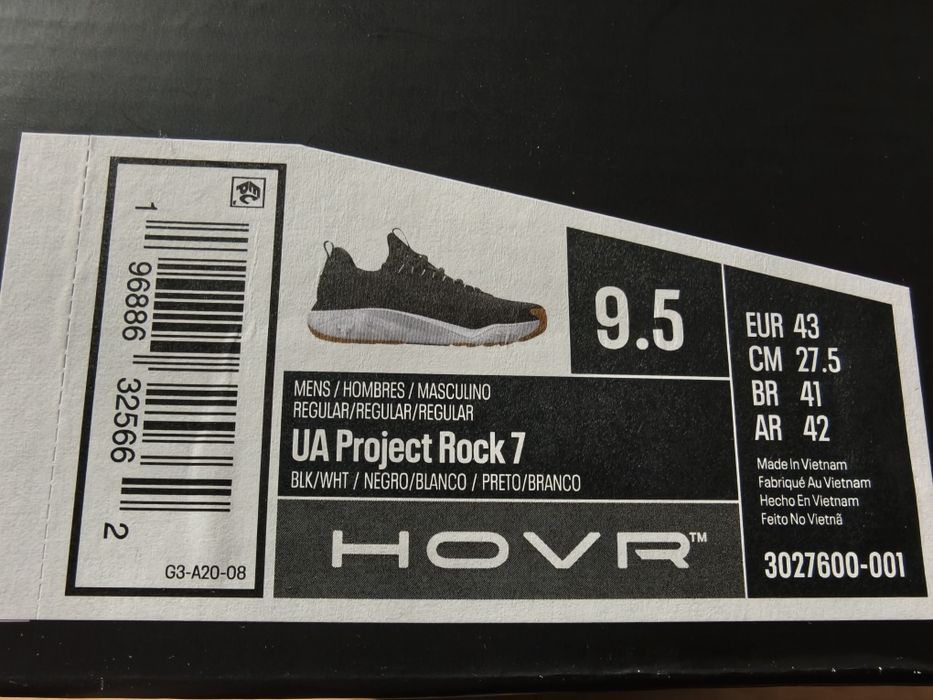 1 96886 32566 2
G3-A20-08
9.5
MENS / HOMBRES / MASCULINO
REGULAR/REGULAR/REGULAR
UA Project Rock 7
BLK/WHT / NEGRO/BLANCO / PRETO/BRANCO
HOVR™
EUR 43
CM 27.5
BR 41
AR 42
Made In Vietnam
Fabriqué Au Vietnam
Hecho En Vietnam
Feito No Vietnã
3027600-001